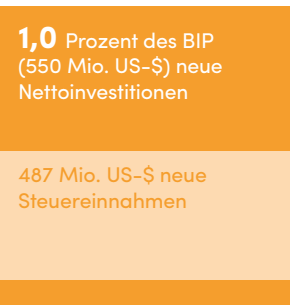 1,0 Prozent des BIP
(550 Mio. US-$) neue
Nettoinvestitionen
487 Mio. US-$ neue
Steuereinnahmen